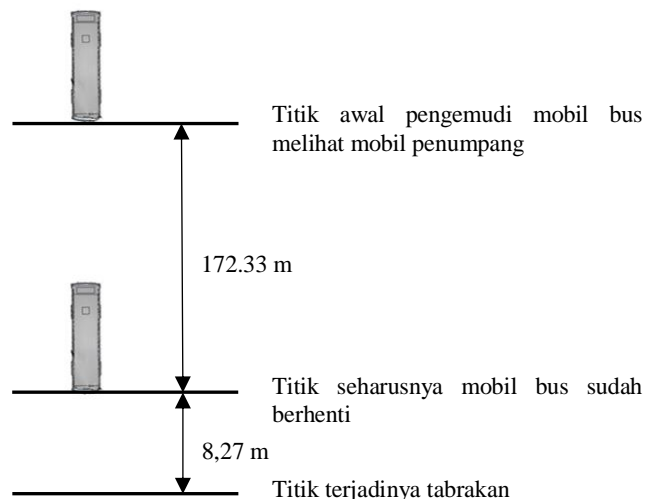 Titik awal pengemudi mobil bus
melihat mobil penumpang
172.33 m
Titik seharusnya mobil bus sudah
berhenti
8,27 m
Titik terjadinya tabrakan